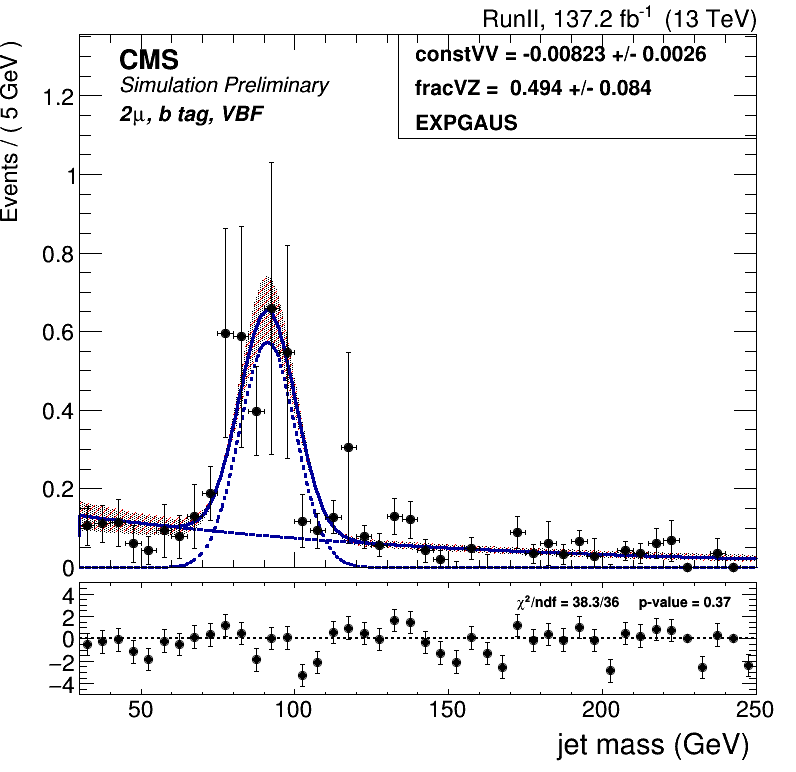 RunII, 137.2 fb-1 (13 TeV)
CMS
Simulation Preliminary
2μ, b tag, VBF
constVV = -0.00823 +/- 0.0026
fracVZ = 0.494 +/- 0.084
EXPGAUS
Events / ( 5 GeV )
1.2
1
0.8
0.6
0.4
0.2
0
χ²/ndf = 38.3/36 p-value = 0.37
4
2
0
−2
−4
50 100 150 200 250
jet mass (GeV)